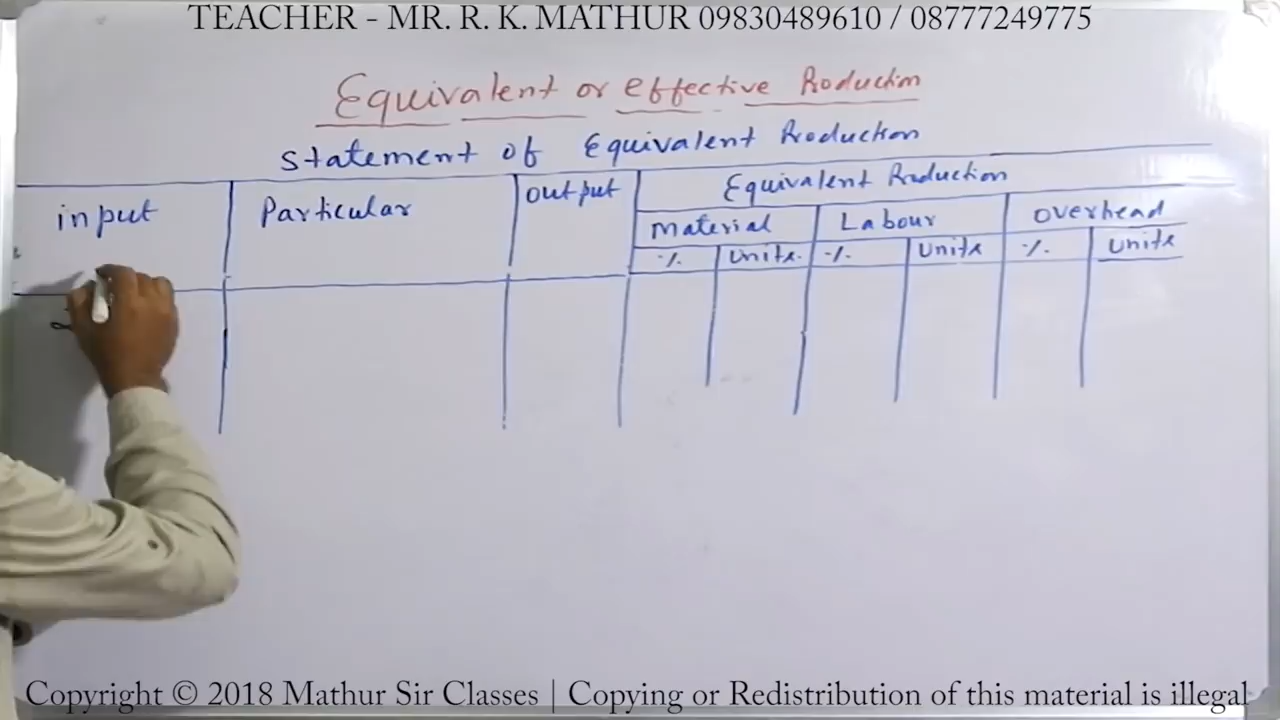 TEACHER - MR. R. K. MATHUR 09830489610 / 08777249775
Equivalent or effective Production
Statement of Equivalent Production
input Particular output Equivalent Production
Material Labour overhead
% Units. % Units % Units
Copyright © 2018 Mathur Sir Classes | Copying or Redistribution of this material is illegal